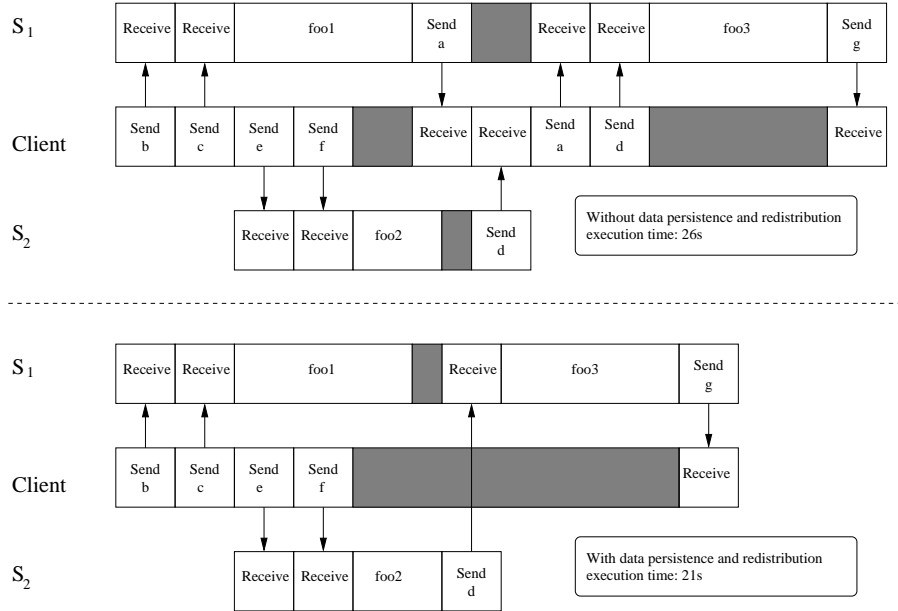 S1
Receive Receive foo1 Send a Receive Receive foo3 Send g
Client
Send b Send c Send e Send f Receive Receive Send a Send d Receive
S2
Receive Receive foo2 Send d
Without data persistence and redistribution
execution time: 26s
S1
Receive Receive foo1 Receive foo3 Send g
Client
Send b Send c Send e Send f Receive
S2
Receive Receive foo2 Send d
With data persistence and redistribution
execution time: 21s